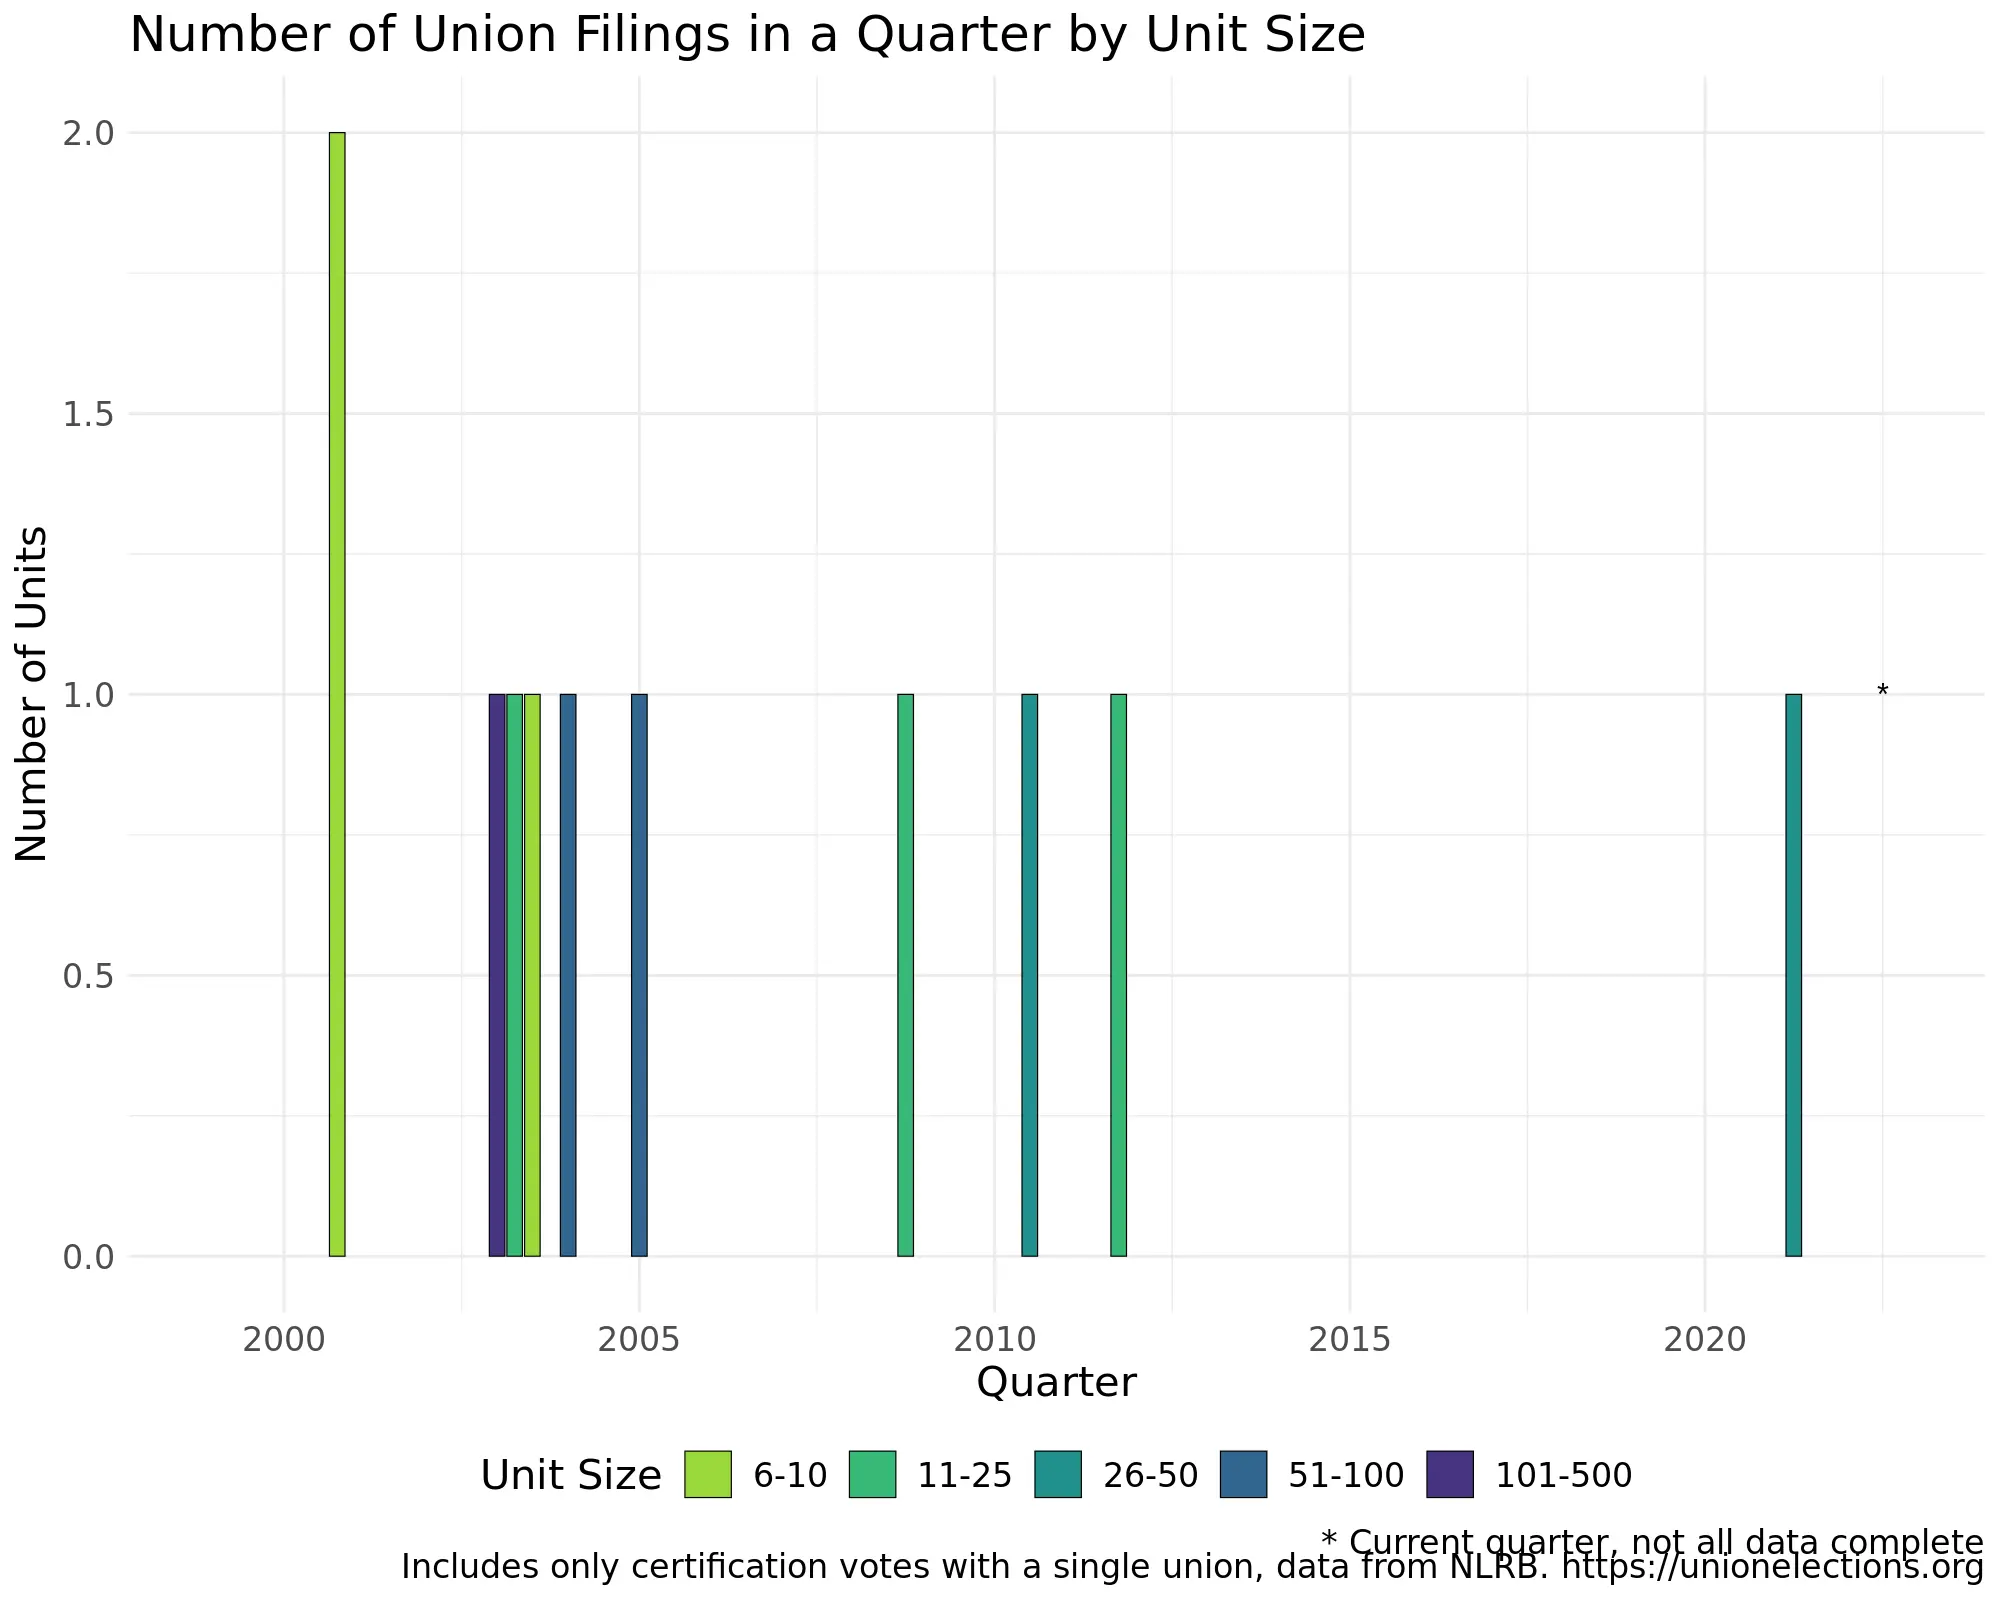 Number of Union Filings in a Quarter by Unit Size
Number of Units
2.0
1.5
1.0
0.5
0.0
*
2000 2005 2010 2015 2020
Quarter
Unit Size 6-10 11-25 26-50 51-100 101-500
* Current quarter, not all data complete
Includes only certification votes with a single union, data from NLRB. https://unionelections.org